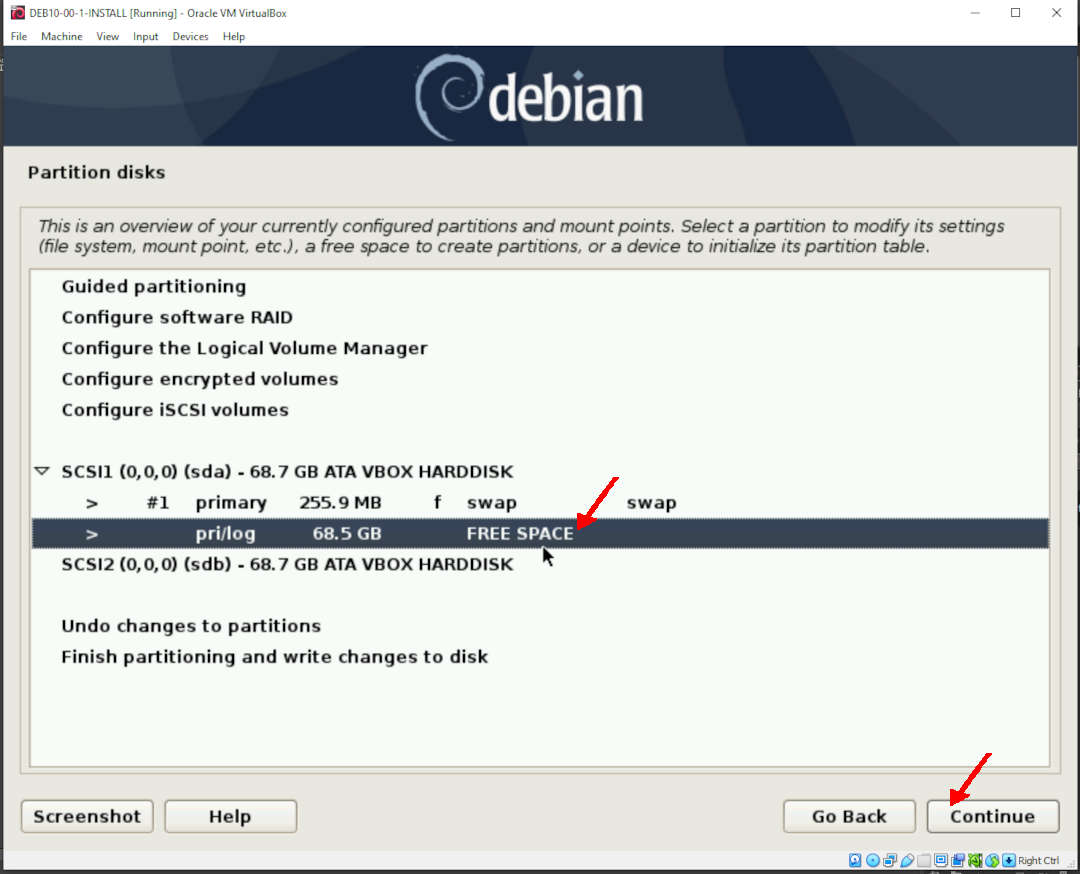 DEB10-00-1-INSTALL [Running] - Oracle VM VirtualBox
File Machine View Input Devices Help
debian
Partition disks
This is an overview of your currently configured partitions and mount points. Select a partition to modify its settings
(file system, mount point, etc.), a free space to create partitions, or a device to initialize its partition table.
Guided partitioning
Configure software RAID
Configure the Logical Volume Manager
Configure encrypted volumes
Configure iSCSI volumes
SCSI1 (0,0,0) (sda) - 68.7 GB ATA VBOX HARDDISK
> #1 primary 255.9 MB f swap swap
> pri/log 68.5 GB FREE SPACE
SCSI2 (0,0,0) (sdb) - 68.7 GB ATA VBOX HARDDISK
Undo changes to partitions
Finish partitioning and write changes to disk
Screenshot Help Go Back Continue
Right Ctrl